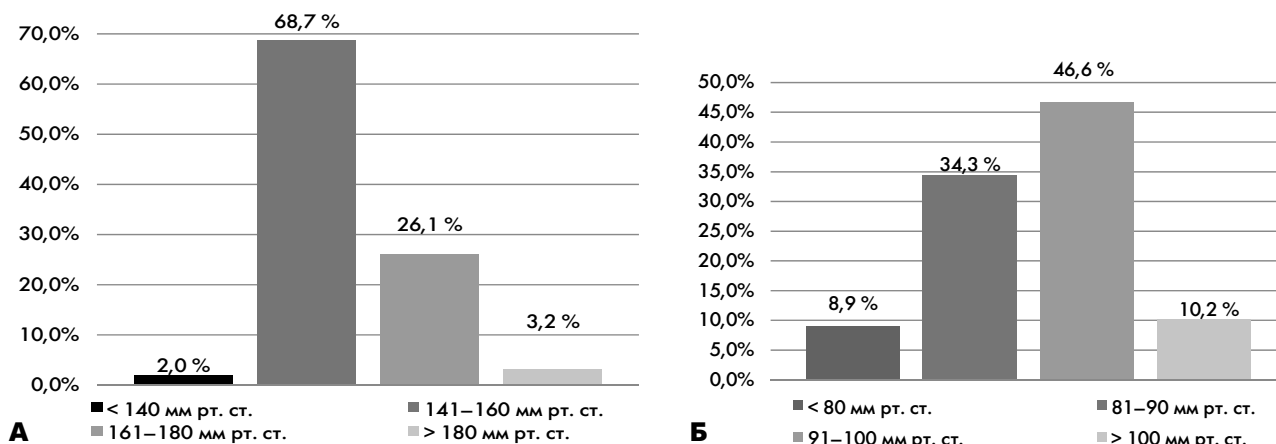 68,7 %
70,0%
60,0%
50,0%
40,0%
30,0%
26,1 %
20,0%
10,0%
3,2 %
2,0 %
0,0%
< 140 мм рт. ст.
141–160 мм рт. ст.
161–180 мм рт. ст.
> 180 мм рт. ст.
А
46,6 %
50,0%
45,0%
40,0%
35,0%
34,3 %
30,0%
25,0%
20,0%
15,0%
10,0%
8,9 %
10,2 %
5,0%
0,0%
< 80 мм рт. ст.
81–90 мм рт. ст.
91–100 мм рт. ст.
> 100 мм рт. ст.
Б